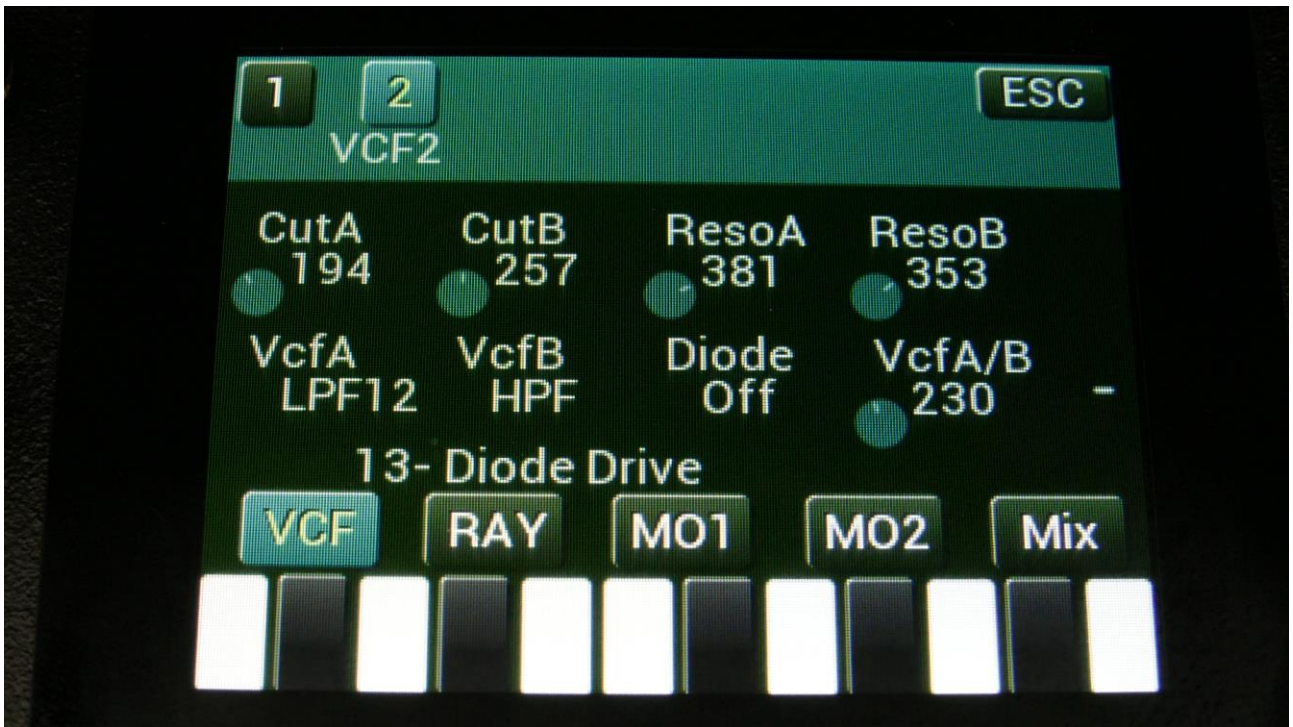 1 2 ESC
VCF2
CutA CutB ResoA ResoB
194 257 381 353
VcfA VcfB Diode VcfA/B
LPF12 HPF Off 230 -
13- Diode Drive
VCF RAY MO1 MO2 Mix